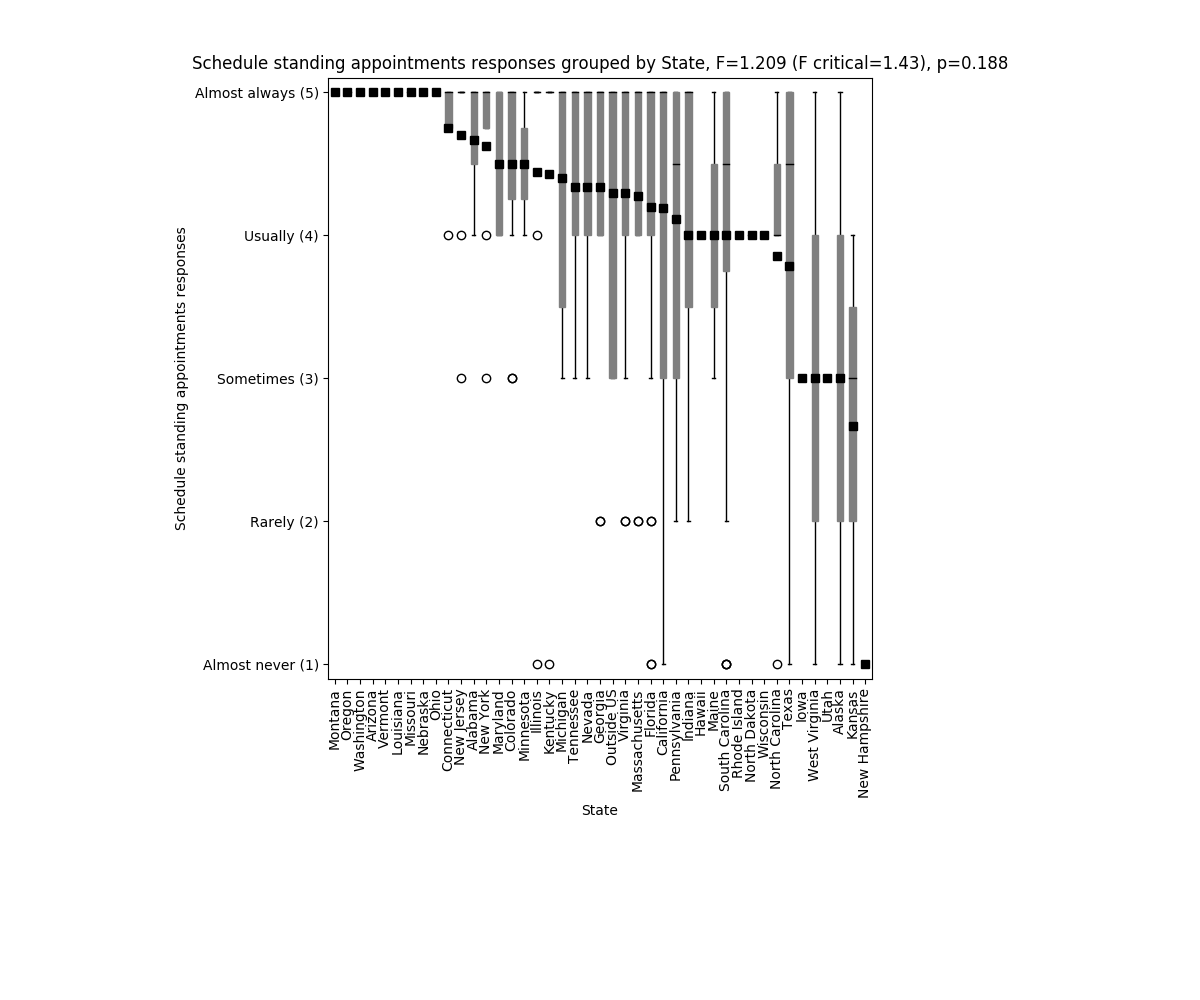 Schedule standing appointments responses grouped by State, F=1.209 (F critical=1.43), p=0.188
Schedule standing appointments responses
Almost always (5)
Usually (4)
Sometimes (3)
Rarely (2)
Almost never (1)
Montana
Oregon
Washington
Arizona
Vermont
Louisiana
Missouri
Nebraska
Ohio
Connecticut
New Jersey
Alabama
New York
Maryland
Colorado
Minnesota
Illinois
Kentucky
Michigan
Tennessee
Nevada
Georgia
Outside US
Virginia
Massachusetts
Florida
California
Pennsylvania
Indiana
Hawaii
Maine
South Carolina
Rhode Island
North Dakota
Wisconsin
North Carolina
Texas
Iowa
West Virginia
Utah
Alaska
Kansas
New Hampshire
State